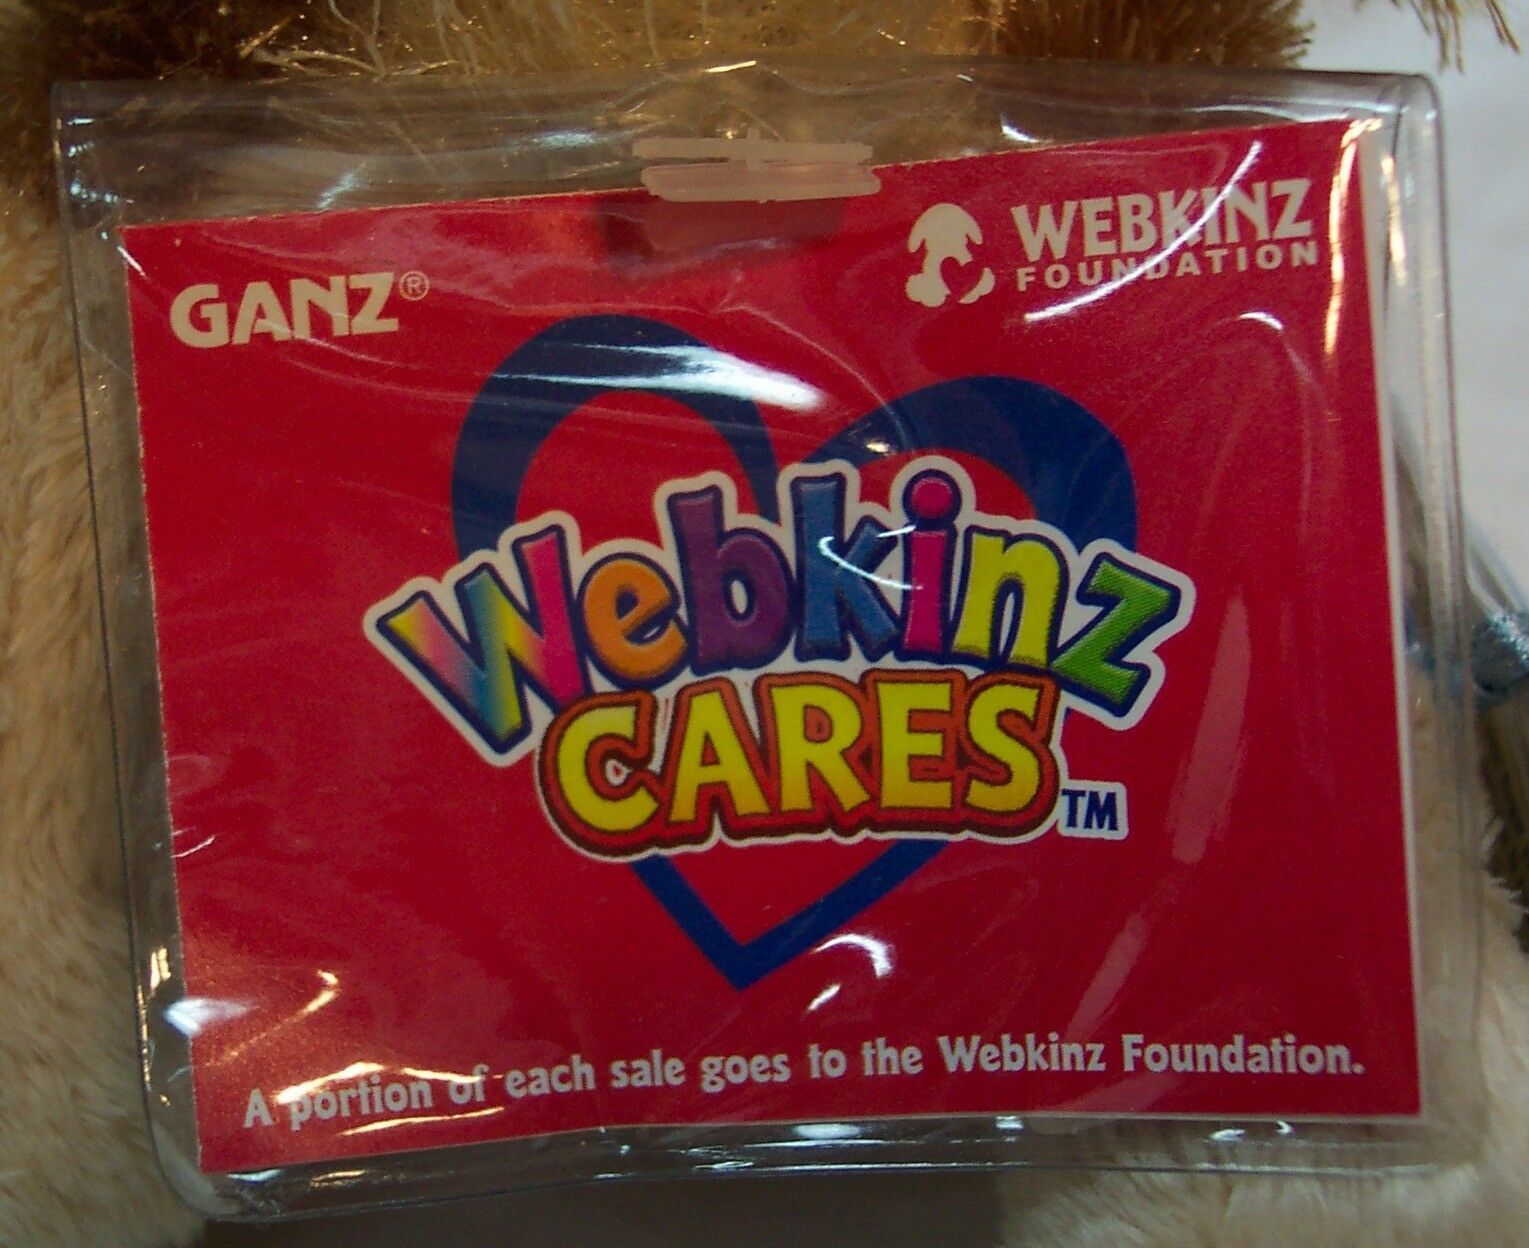 GANZ®
WEBKINZ
FOUNDATION
Webkinz
CARES™
A portion of each sale goes to the Webkinz Foundation.